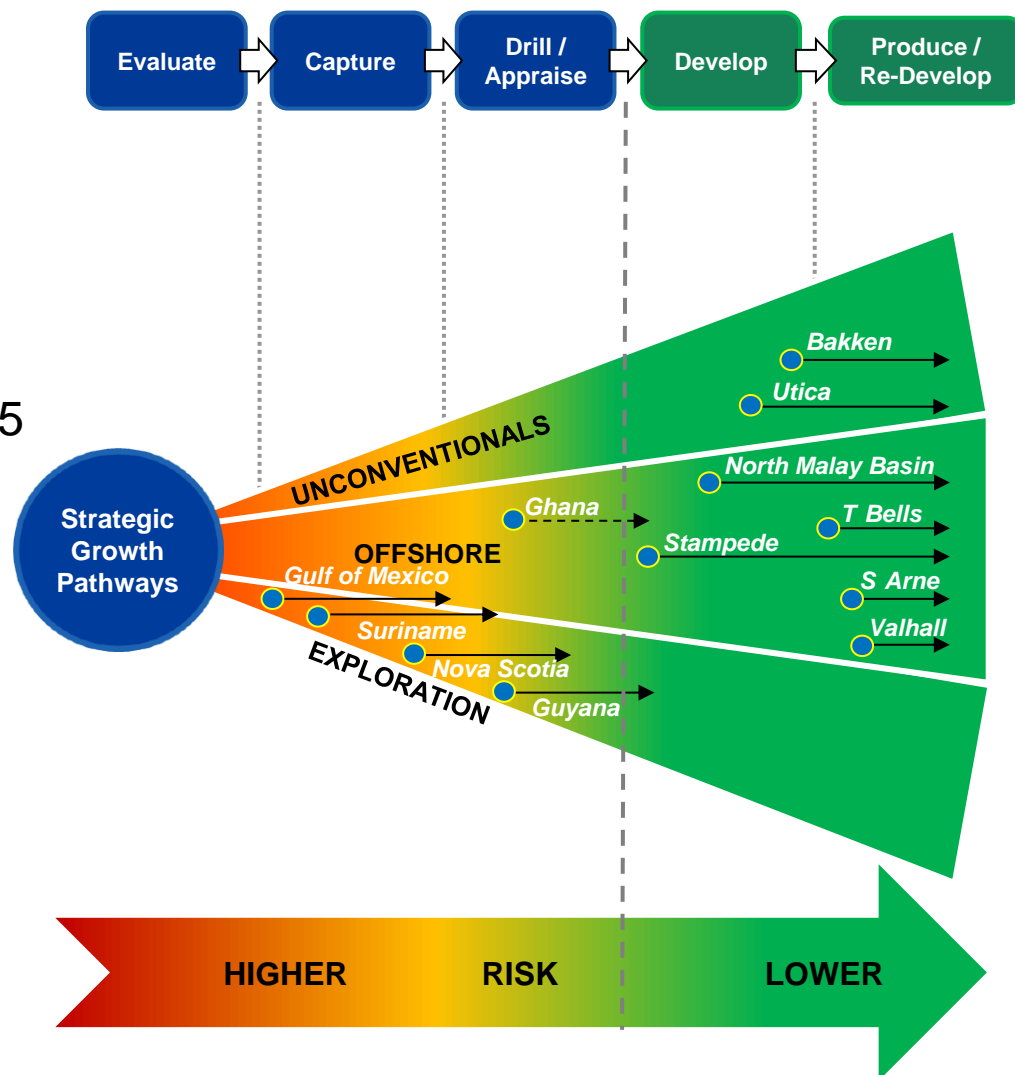 Evaluate
Capture
Drill /
Appraise
Develop
Produce /
Re-Develop
5
Bakken
Utica
UNCONVENTIONALS
North Malay Basin
Ghana
T Bells
Strategic
Growth
Pathways
OFFSHORE
Stampede
Gulf of Mexico
S Arne
Suriname
Valhall
EXPLORATION
Nova Scotia
Guyana
HIGHER
RISK
LOWER